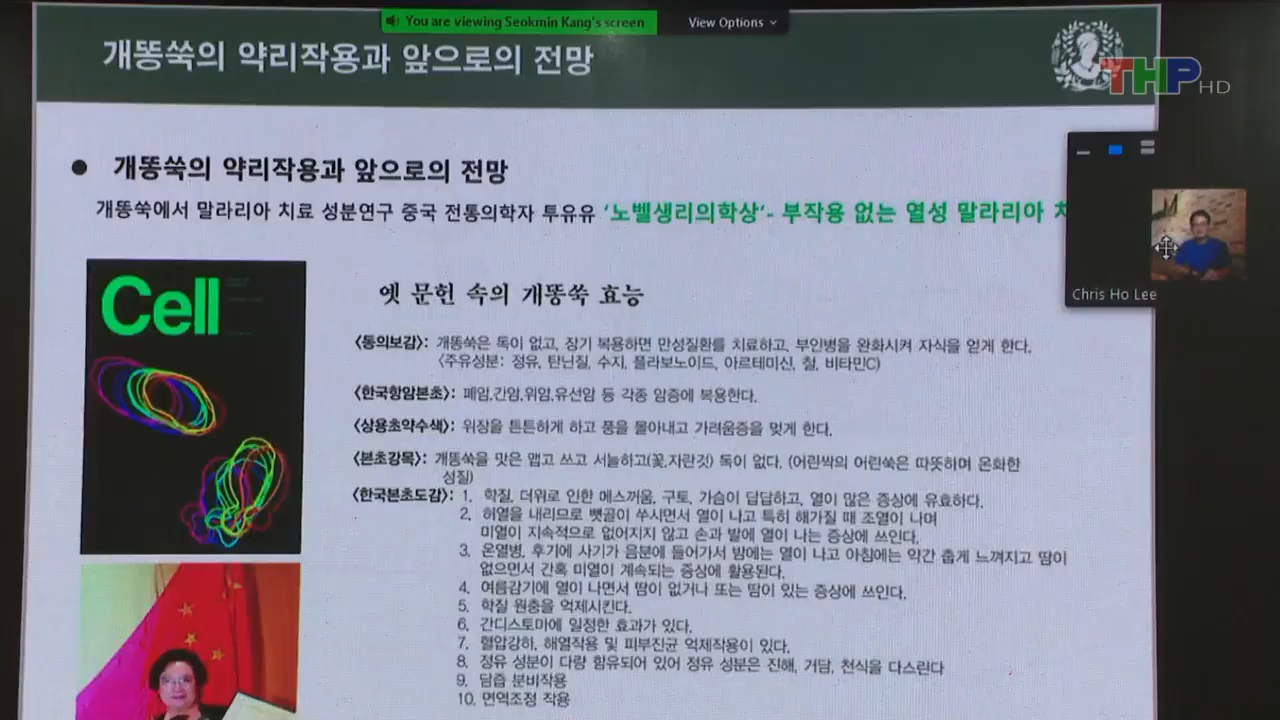 You are viewing Seokmin Kang's screen
View Options
개똥쑥의 약리작용과 앞으로의 전망
THP HD
개똥쑥의 약리작용과 앞으로의 전망
개똥쑥에서 말라리아 치료 성분연구 중국 전통의학자 투유유 '노벨생리의학상'- 부작용 없는 열성 말라리아
Chris Ho Lee
Cell
옛 문헌 속의 개똥쑥 효능
<동의보감>: 개똥쑥은 독이 없고, 장기 복용하면 만성질환를 치료하고, 부인병을 완화시켜 자식을 얻게 한다.
<주유성분: 정유, 탄닌질, 수지, 플라보노이드, 아르테미신, 철, 비타민C)
<한국항암본초>: 폐암,간암,위암,유선암 등 각종 암증에 복용한다.
<상용초약수색>: 위장을 튼튼하게 하고 풍을 몰아내고 가려움증을 멎게 한다.
<본초강목>: 개똥쑥을 맛은 맵고 쓰고 서늘하고(꽃,자란것) 독이 없다. (어린싹의 어린쑥은 따뜻하며 온화한
성질)
<한국본초도감>: 1. 학질, 더위로 인한 메스꺼움, 구토, 가슴이 답답하고, 열이 많은 증상에 유효하다.
2. 허열을 내리므로 뼛골이 쑤시면서 열이 나고 특히 해가질 때 조열이 나며
미열이 지속적으로 없어지지 않고 손과 발에 열이 나는 증상에 쓰인다.
3. 온열병, 후기에 사기가 음분에 들어가서 밤에는 열이 나고 아침에는 약간 춥게 느껴지고 땀이
없으면서 간혹 미열이 계속되는 증상에 활용된다.
4. 여름감기에 열이 나면서 땀이 없거나 또는 땀이 있는 증상에 쓰인다.
5. 학질 원충을 억제시킨다.
6. 간디스토마에 일정한 효과가 있다.
7. 혈압강하, 해열작용 및 피부진균 억제작용이 있다.
8. 정유 성분이 다량 함유되어 있어 정유 성분은 진해, 거담, 천식을 다스린다
9. 담즙 분비작용
10. 면역조정 작용